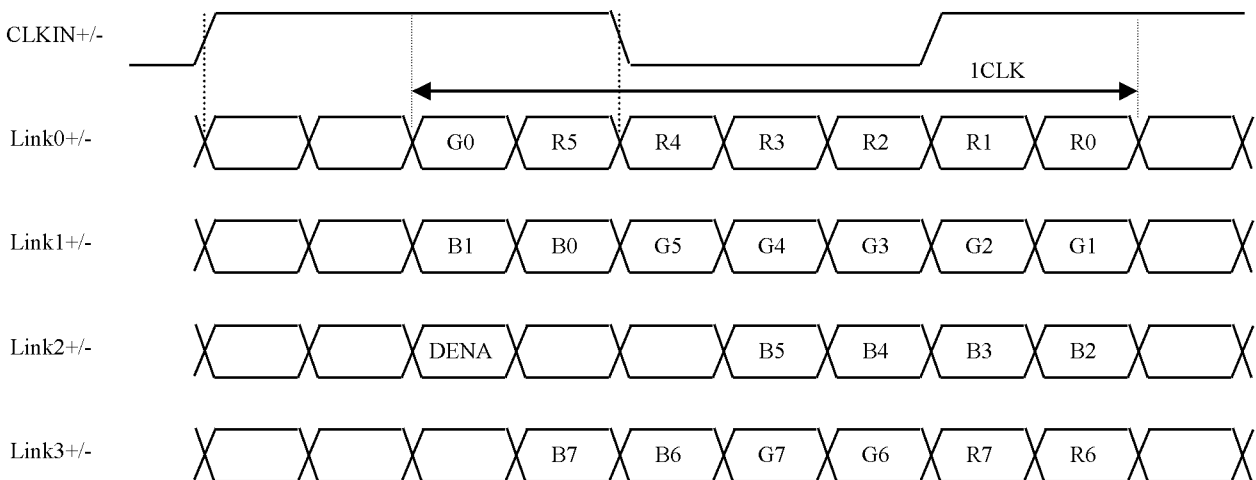 CLKIN+/-
1CLK
Link0+/- G0 R5 R4 R3 R2 R1 R0
Link1+/- B1 B0 G5 G4 G3 G2 G1
Link2+/- DENA B5 B4 B3 B2
Link3+/- B7 B6 G7 G6 R7 R6